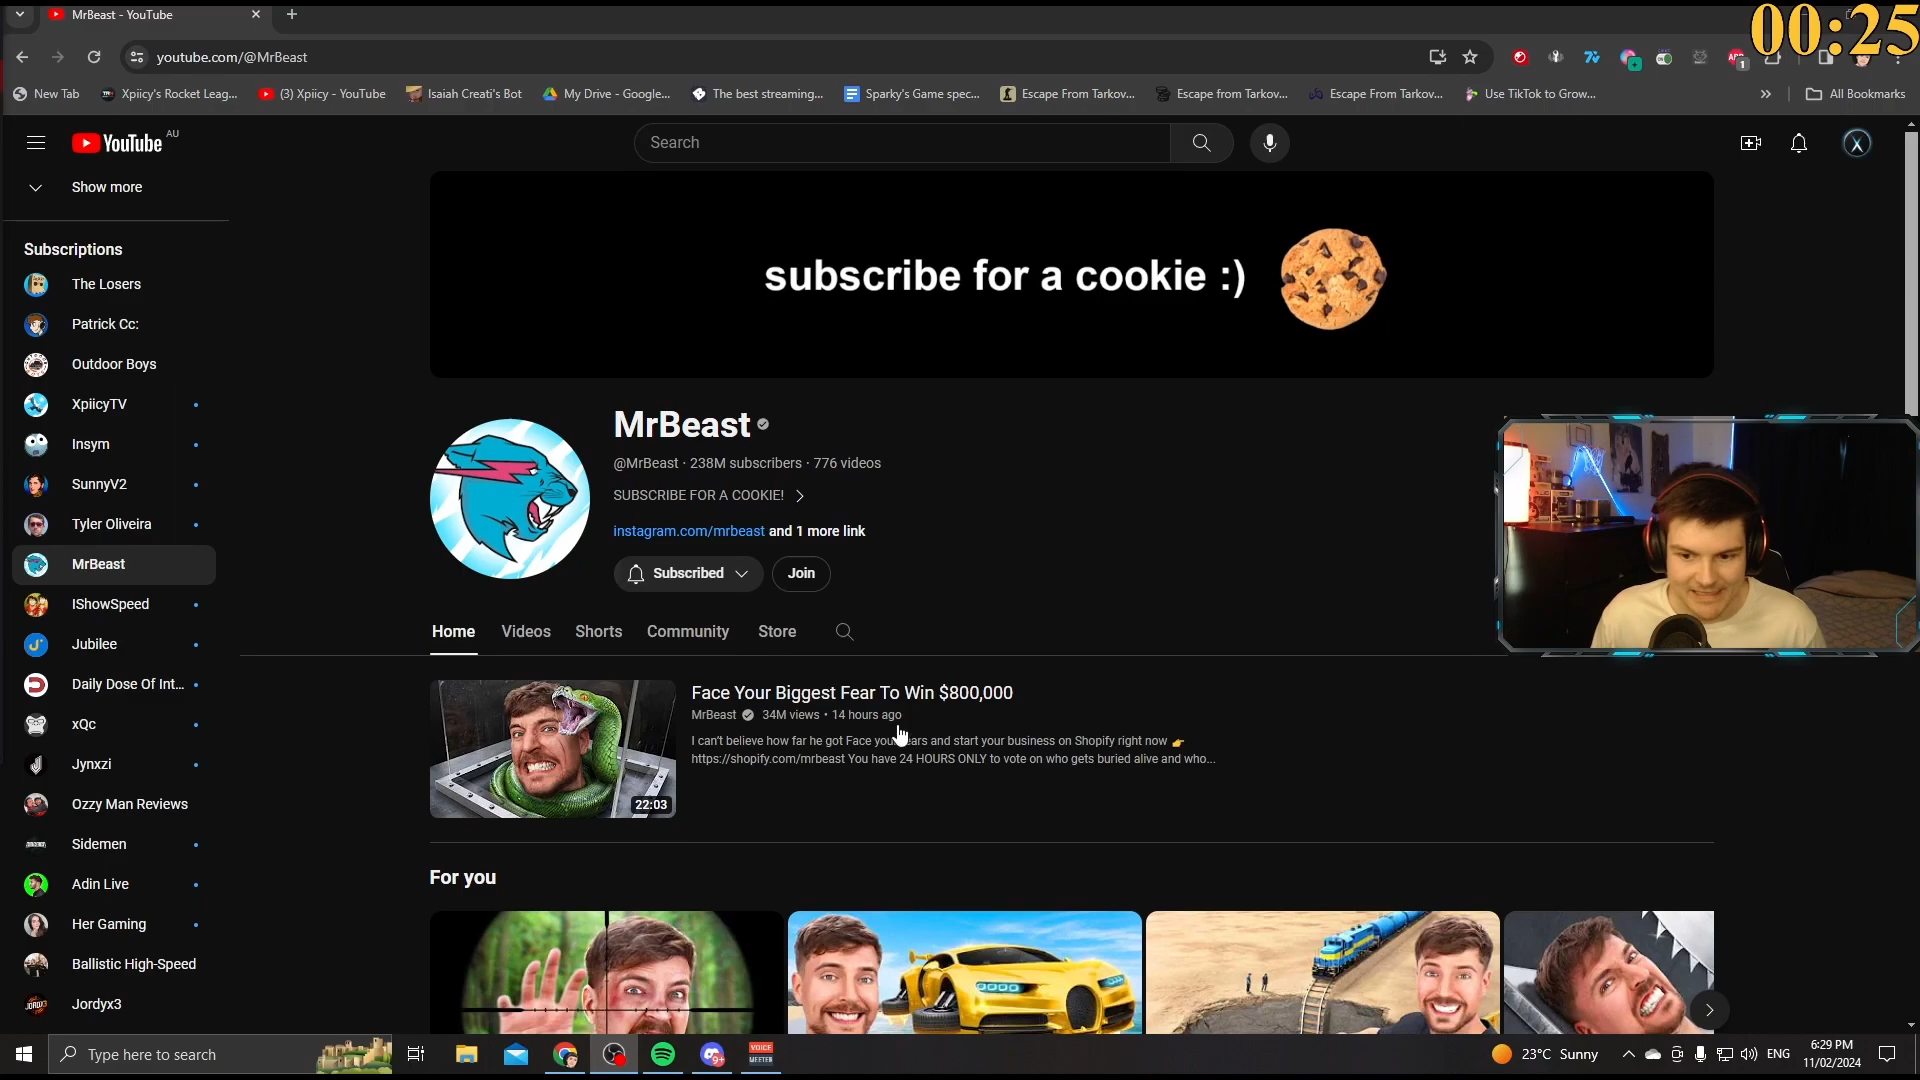 MrBeast - YouTube
00:25
youtube.com/@MrBeast
New Tab
Xpiicy's Rocket Leag...
(3) Xpiicy - YouTube
Isaiah Creati's Bot
My Drive - Google...
The best streaming...
Sparky's Game spec...
Escape From Tarkov...
Escape from Tarkov...
Escape From Tarkov...
Use TikTok to Grow...
All Bookmarks
YouTube AU
Search
Show more
Subscriptions
The Losers
Patrick Cc:
Outdoor Boys
XpiicyTV
Insym
SunnyV2
Tyler Oliveira
MrBeast
IShowSpeed
Jubilee
Daily Dose Of Int...
xQc
Jynxzi
Ozzy Man Reviews
Sidemen
Adin Live
Her Gaming
Ballistic High-Speed
Jordyx3
subscribe for a cookie :)
MrBeast
@MrBeast · 238M subscribers · 776 videos
SUBSCRIBE FOR A COOKIE!
instagram.com/mrbeast and 1 more link
Subscribed
Join
Home
Videos
Shorts
Community
Store
22:03
Face Your Biggest Fear To Win $800,000
MrBeast 34M views • 14 hours ago
I can't believe how far he got Face your fears and start your business on Shopify right now
https://shopify.com/mrbeast You have 24 HOURS ONLY to vote on who gets buried alive and who...
For you
Type here to search
9+
VOICE
MEETER
23°C Sunny
ENG
6:29 PM
11/02/2024